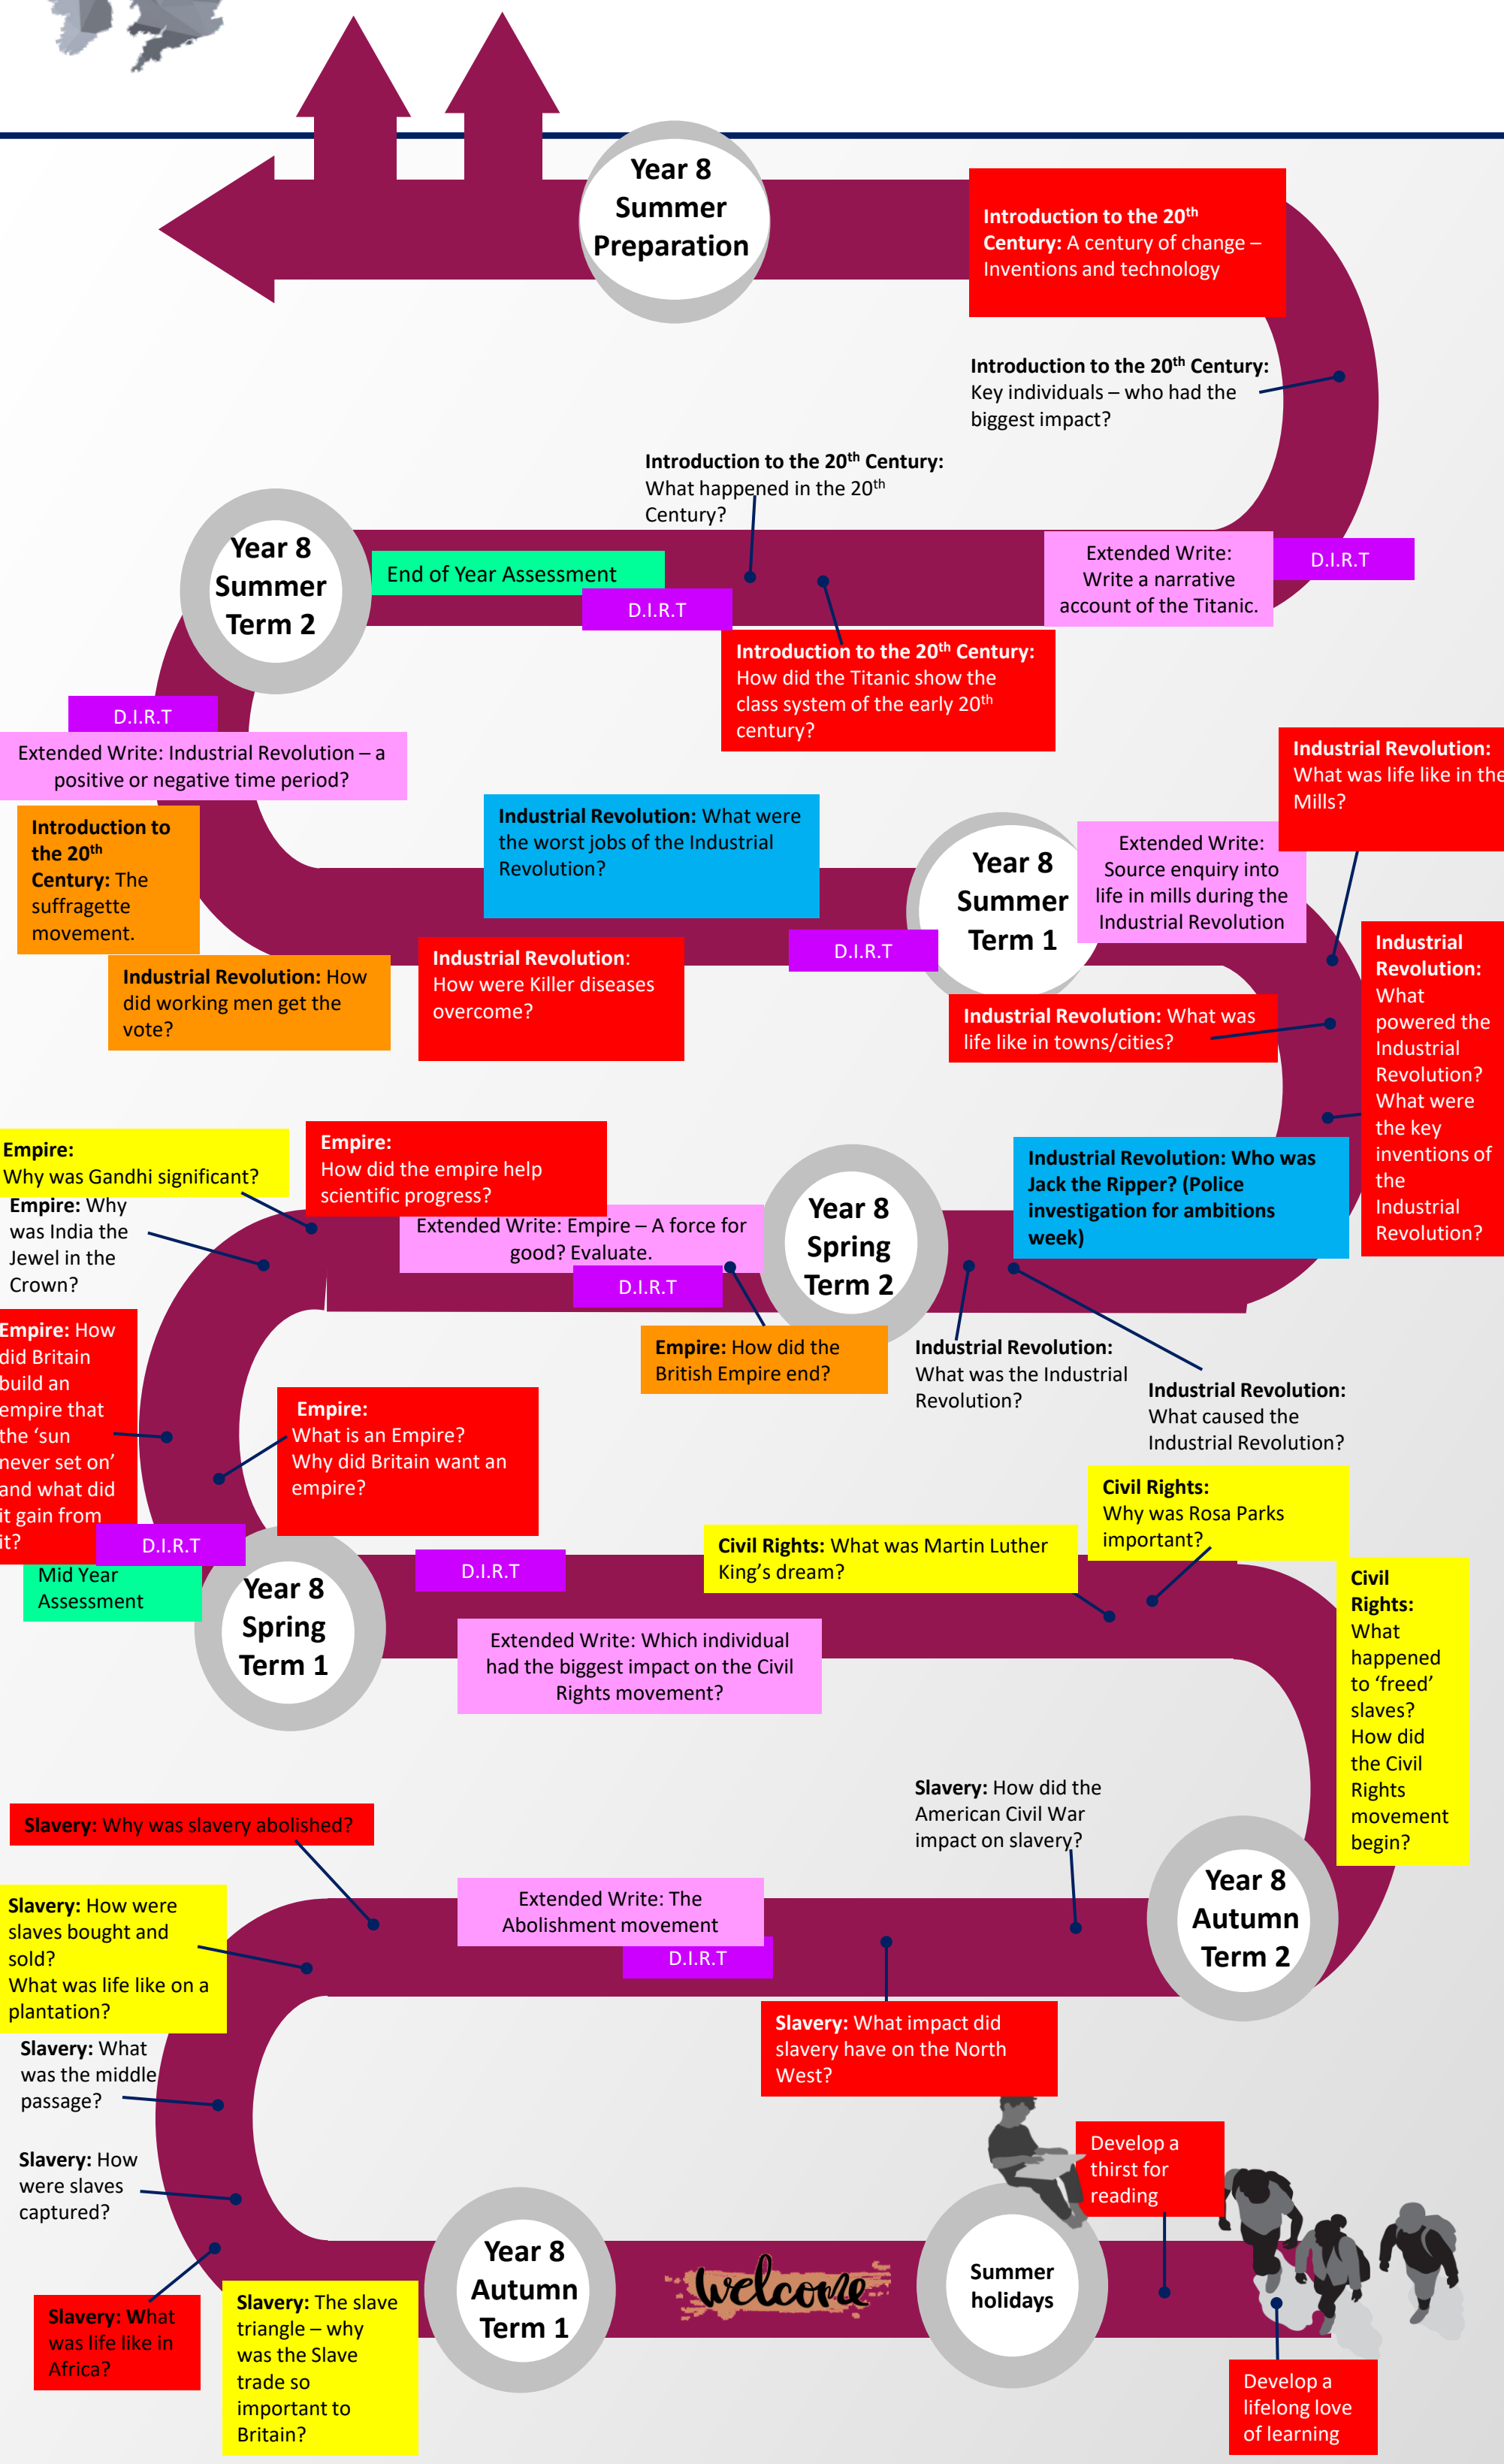 Year 8
Summer
Preparation
Introduction to the 20th
Century: A century of change –
Inventions and technology
Introduction to the 20th Century:
Key individuals – who had the
biggest impact?
Introduction to the 20th Century:
What happened in the 20th
Century?
Year 8
Summer
Term 2
End of Year Assessment
D.I.R.T
Extended Write:
Write a narrative
account of the Titanic.
D.I.R.T
Introduction to the 20th Century:
How did the Titanic show the
class system of the early 20th
century?
D.I.R.T
Extended Write: Industrial Revolution – a
positive or negative time period?
Introduction to
the 20th
Century: The
suffragette
movement.
Industrial Revolution: How
did working men get the
vote?
Industrial Revolution: What were
the worst jobs of the Industrial
Revolution?
Industrial Revolution:
How were Killer diseases
overcome?
D.I.R.T
Year 8
Summer
Term 1
Extended Write:
Source enquiry into
life in mills during the
Industrial Revolution
Industrial Revolution:
What was life like in the
Mills?
Industrial Revolution: What was
life like in towns/cities?
Industrial
Revolution:
What
powered the
Industrial
Revolution?
What were
the key
inventions of
the
Industrial
Revolution?
Empire:
Why was Gandhi significant?
Empire: Why
was India the
Jewel in the
Crown?
Empire:
How did the empire help
scientific progress?
Extended Write: Empire – A force for
good? Evaluate.
D.I.R.T
Year 8
Spring
Term 2
Industrial Revolution: Who was
Jack the Ripper? (Police
investigation for ambitions
week)
Empire: How did the
British Empire end?
Industrial Revolution:
What was the Industrial
Revolution?
Industrial Revolution:
What caused the
Industrial Revolution?
Empire: How
did Britain
build an
empire that
the ‘sun
never set on’
and what did
it gain from
it?
Empire:
What is an Empire?
Why did Britain want an
empire?
D.I.R.T
Mid Year
Assessment
Year 8
Spring
Term 1
D.I.R.T
Extended Write: Which individual
had the biggest impact on the Civil
Rights movement?
Civil Rights: What was Martin Luther
King’s dream?
Civil Rights:
Why was Rosa Parks
important?
Civil
Rights:
What
happened
to ‘freed’
slaves?
How did
the Civil
Rights
movement
begin?
Slavery: Why was slavery abolished?
Slavery: How were
slaves bought and
sold?
What was life like on a
plantation?
Extended Write: The
Abolishment movement
D.I.R.T
Slavery: How did the
American Civil War
impact on slavery?
Year 8
Autumn
Term 2
Slavery: What impact did
slavery have on the North
West?
Slavery: What
was the middle
passage?
Slavery: How
were slaves
captured?
Slavery: What
was life like in
Africa?
Slavery: The slave
triangle – why
was the Slave
trade so
important to
Britain?
Year 8
Autumn
Term 1
welcome
Summer
holidays
Develop a
thirst for
reading
Develop a
lifelong love
of learning